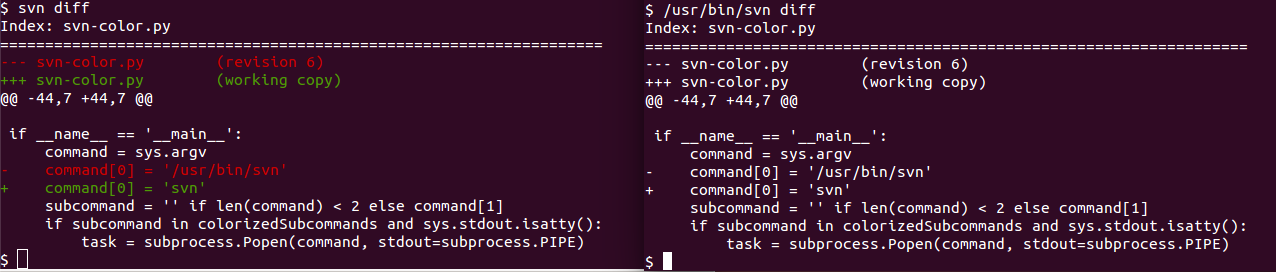 $ svn diff
Index: svn-color.py
===================================================================
--- svn-color.py        (revision 6)
+++ svn-color.py        (working copy)
@@ -44,7 +44,7 @@

 if __name__ == '__main__':
     command = sys.argv
-    command[0] = '/usr/bin/svn'
+    command[0] = 'svn'
     subcommand = '' if len(command) < 2 else command[1]
     if subcommand in colorizedSubcommands and sys.stdout.isatty():
         task = subprocess.Popen(command, stdout=subprocess.PIPE)
$
$ /usr/bin/svn diff
Index: svn-color.py
===================================================================
--- svn-color.py        (revision 6)
+++ svn-color.py        (working copy)
@@ -44,7 +44,7 @@

 if __name__ == '__main__':
     command = sys.argv
-    command[0] = '/usr/bin/svn'
+    command[0] = 'svn'
     subcommand = '' if len(command) < 2 else command[1]
     if subcommand in colorizedSubcommands and sys.stdout.isatty():
         task = subprocess.Popen(command, stdout=subprocess.PIPE)
$